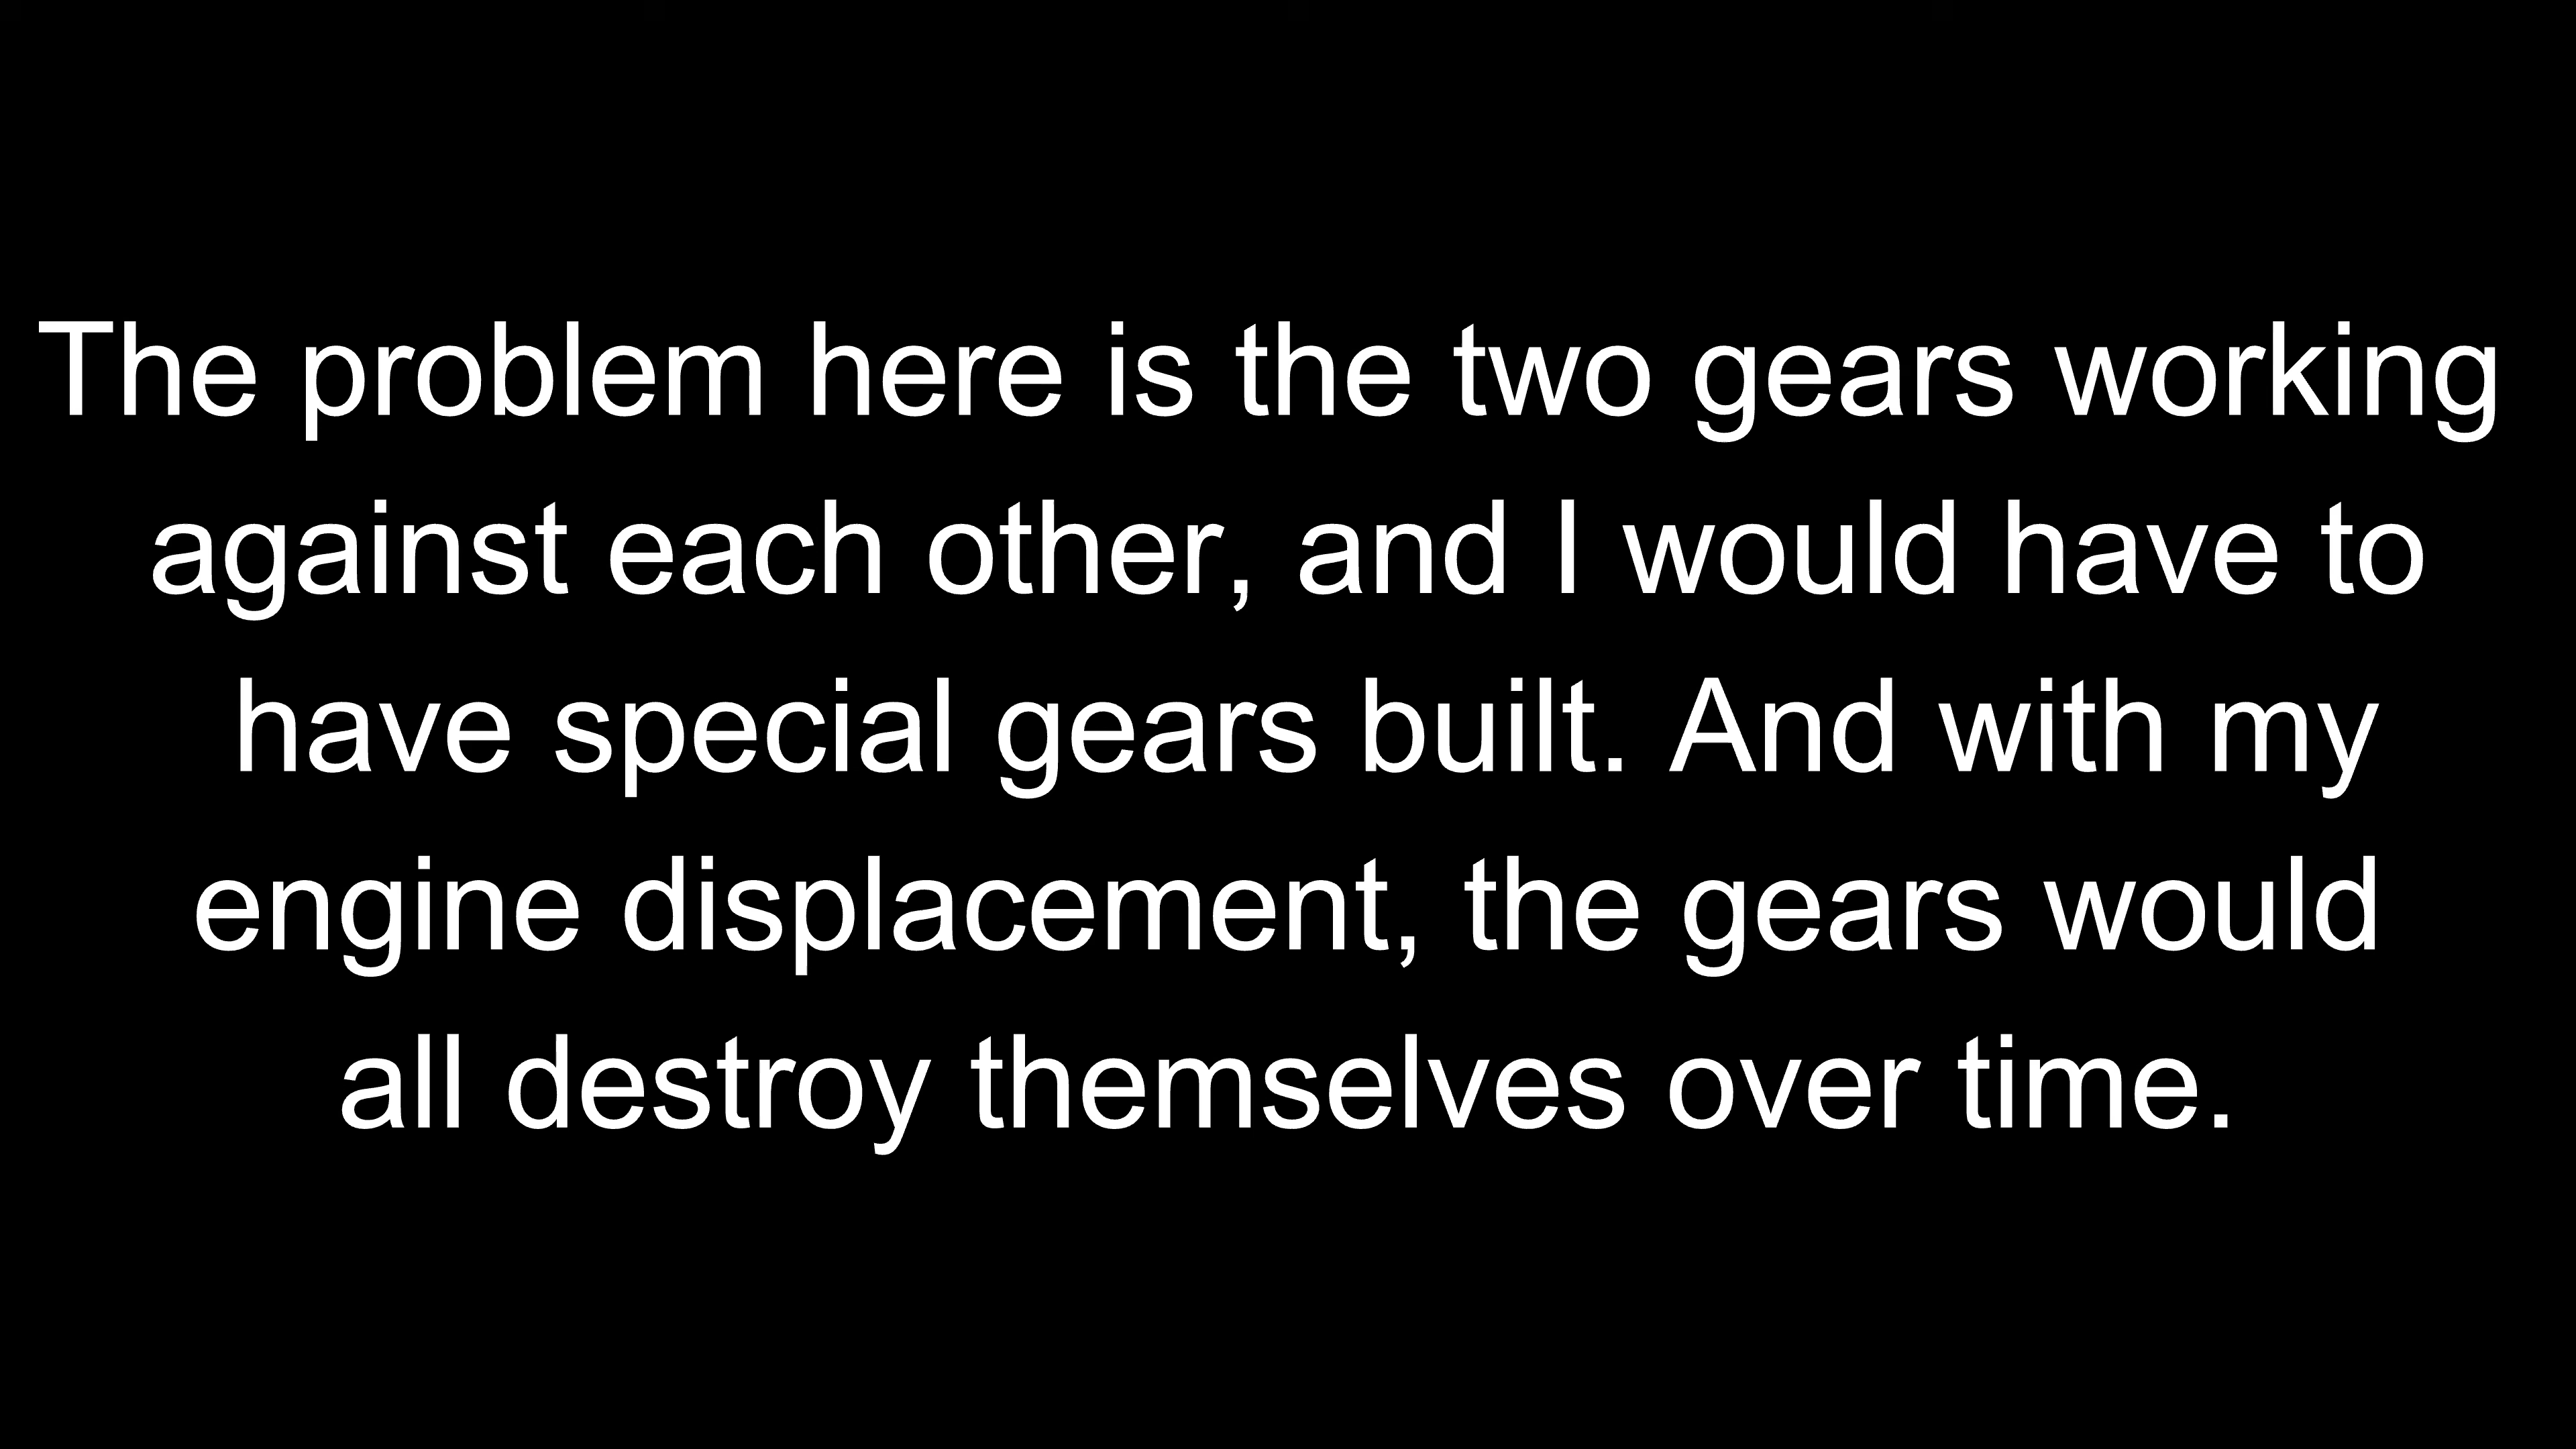 The problem here is the two gears working
against each other, and I would have to
have special gears built. And with my
engine displacement, the gears would
all destroy themselves over time.